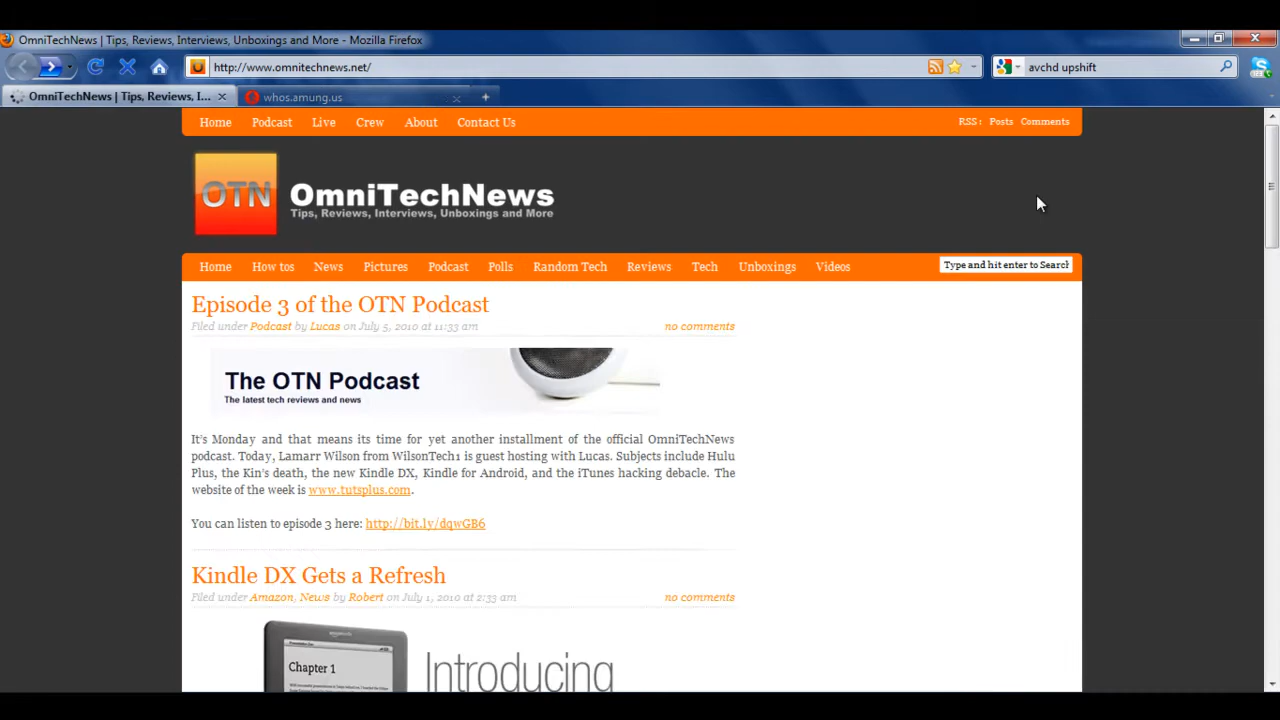 OmniTechNews | Tips, Reviews, Interviews, Unboxings and More - Mozilla Firefox
http://www.omnitechnews.net/
avchd upshift
OmniTechNews | Tips, Reviews, I...
whos.amung.us
Home Podcast Live Crew About Contact Us
RSS: Posts Comments
OTN
OmniTechNews
Tips, Reviews, Interviews, Unboxings and More
Home How tos News Pictures Podcast Polls Random Tech Reviews Tech Unboxings Videos
Type and hit enter to Search
Episode 3 of the OTN Podcast
Filed under Podcast by Lucas on July 5, 2010 at 11:33 am
no comments
The OTN Podcast
The latest tech reviews and news
It's Monday and that means its time for yet another installment of the official OmniTechNews
podcast. Today, Lamarr Wilson from WilsonTech1 is guest hosting with Lucas. Subjects include Hulu
Plus, the Kin's death, the new Kindle DX, Kindle for Android, and the iTunes hacking debacle. The
website of the week is www.tutsplus.com.
You can listen to episode 3 here: http://bit.ly/dqwGB6
Kindle DX Gets a Refresh
Filed under Amazon, News by Robert on July 1, 2010 at 2:33 am
no comments
Chapter 1
Introducing